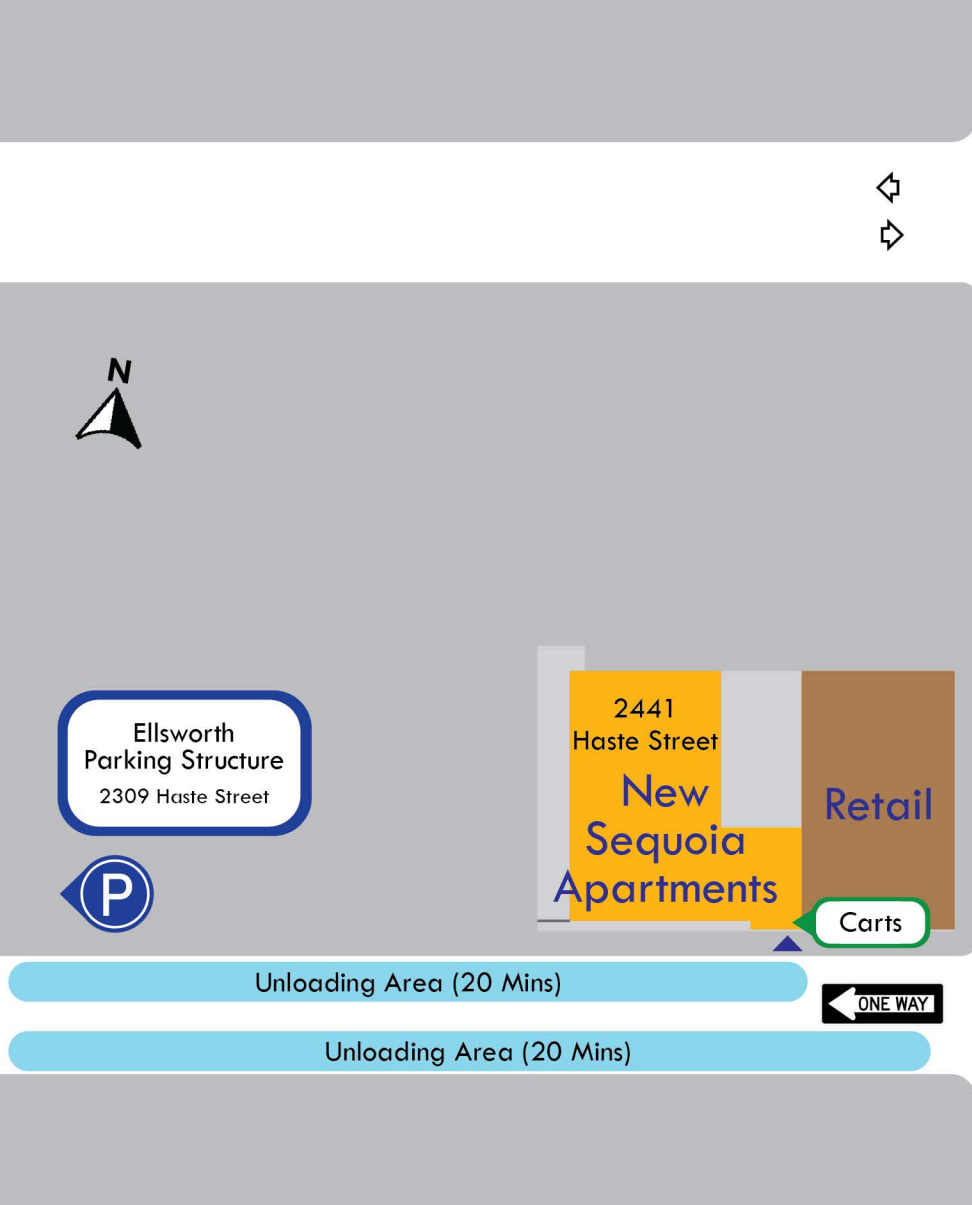 N
2441
Haste Street
New
Sequoia
Apartments
Retail
Ellsworth
Parking Structure
2309 Haste Street
P
Carts
Unloading Area (20 Mins)
ONE WAY
Unloading Area (20 Mins)